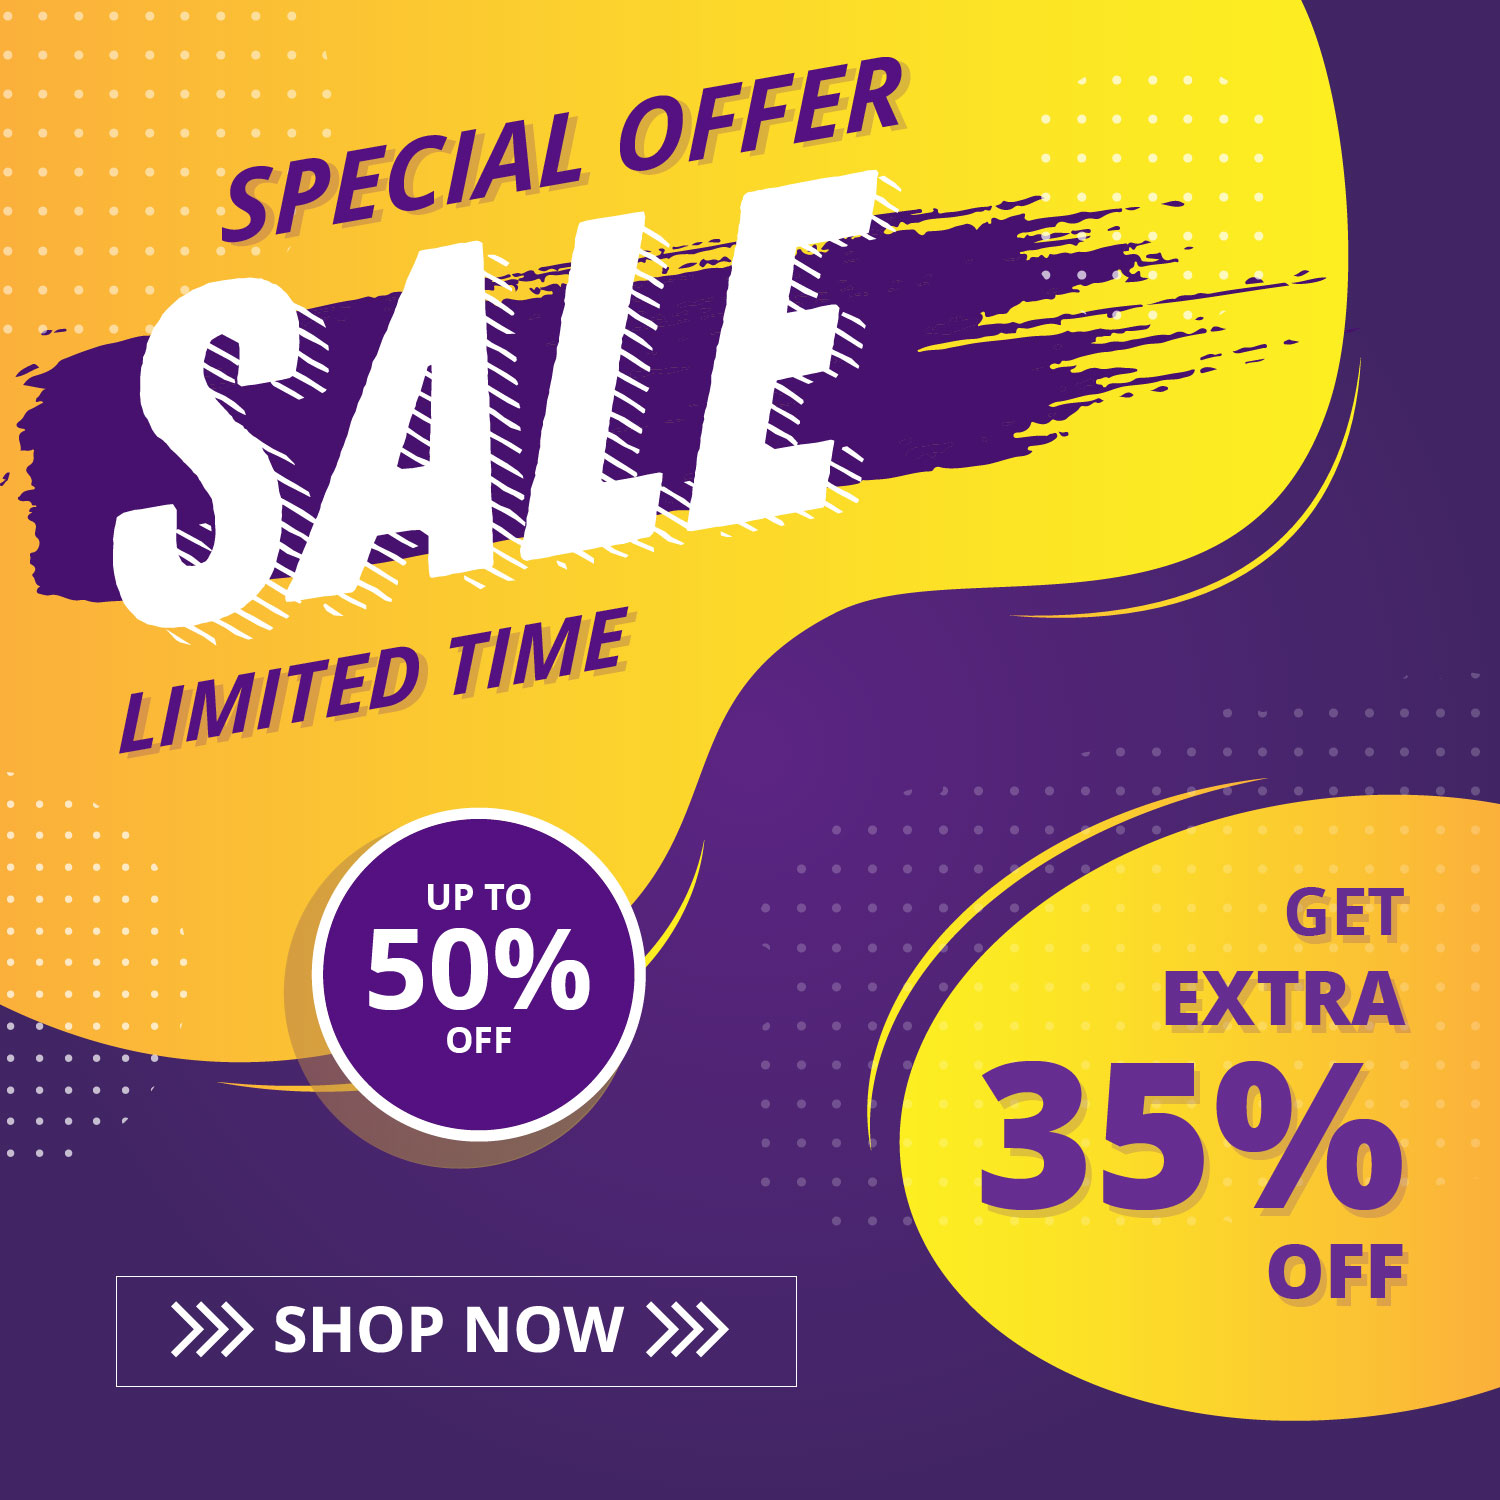 SPECIAL OFFER
SALE
LIMITED TIME
UP TO
50%
OFF
GET
EXTRA
35%
OFF
SHOP NOW